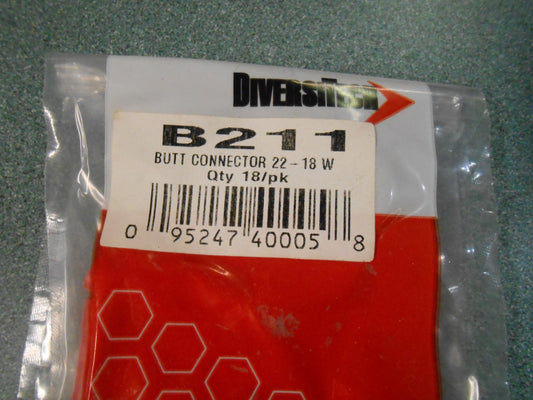 DIVERSITECH
B211
BUTT CONNECTOR 22 - 18 W
Qty 18/pk
0 95247 40005 8